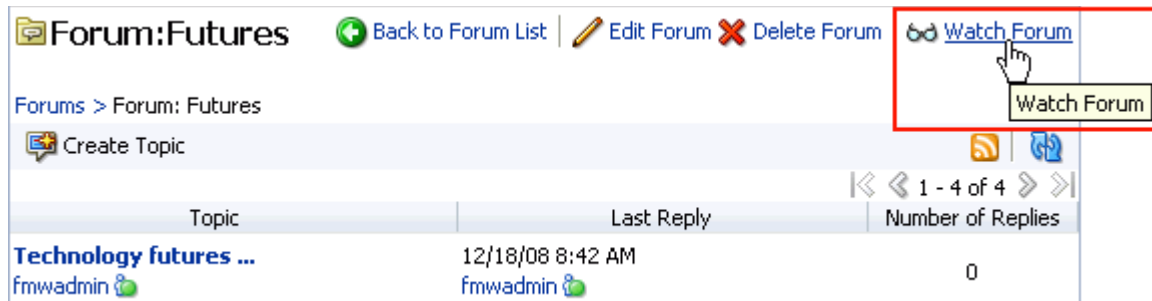 Forum:Futures Back to Forum List Edit Forum Delete Forum Watch Forum
Watch Forum
Forums > Forum: Futures
Create Topic
1 - 4 of 4
Topic Last Reply Number of Replies
Technology futures ... 12/18/08 8:42 AM 0
fmwadmin fmwadmin